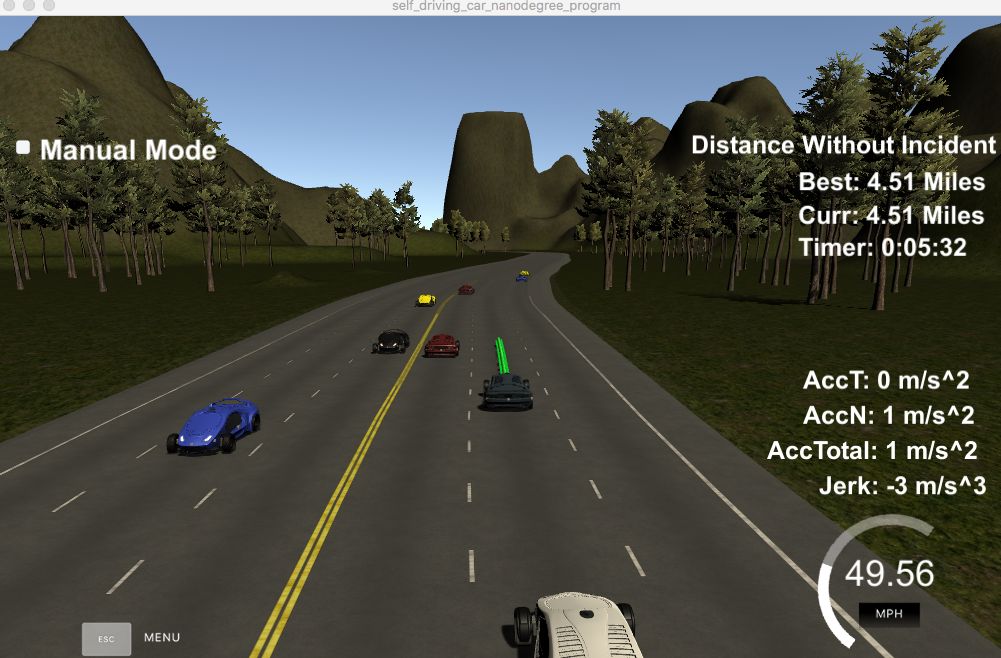 self_driving_car_nanodegree_program
Manual Mode
Distance Without Incident
Best: 4.51 Miles
Curr: 4.51 Miles
Timer: 0:05:32
AccT: 0 m/s^2
AccN: 1 m/s^2
AccTotal: 1 m/s^2
Jerk: -3 m/s^3
49.56
MPH
ESC MENU